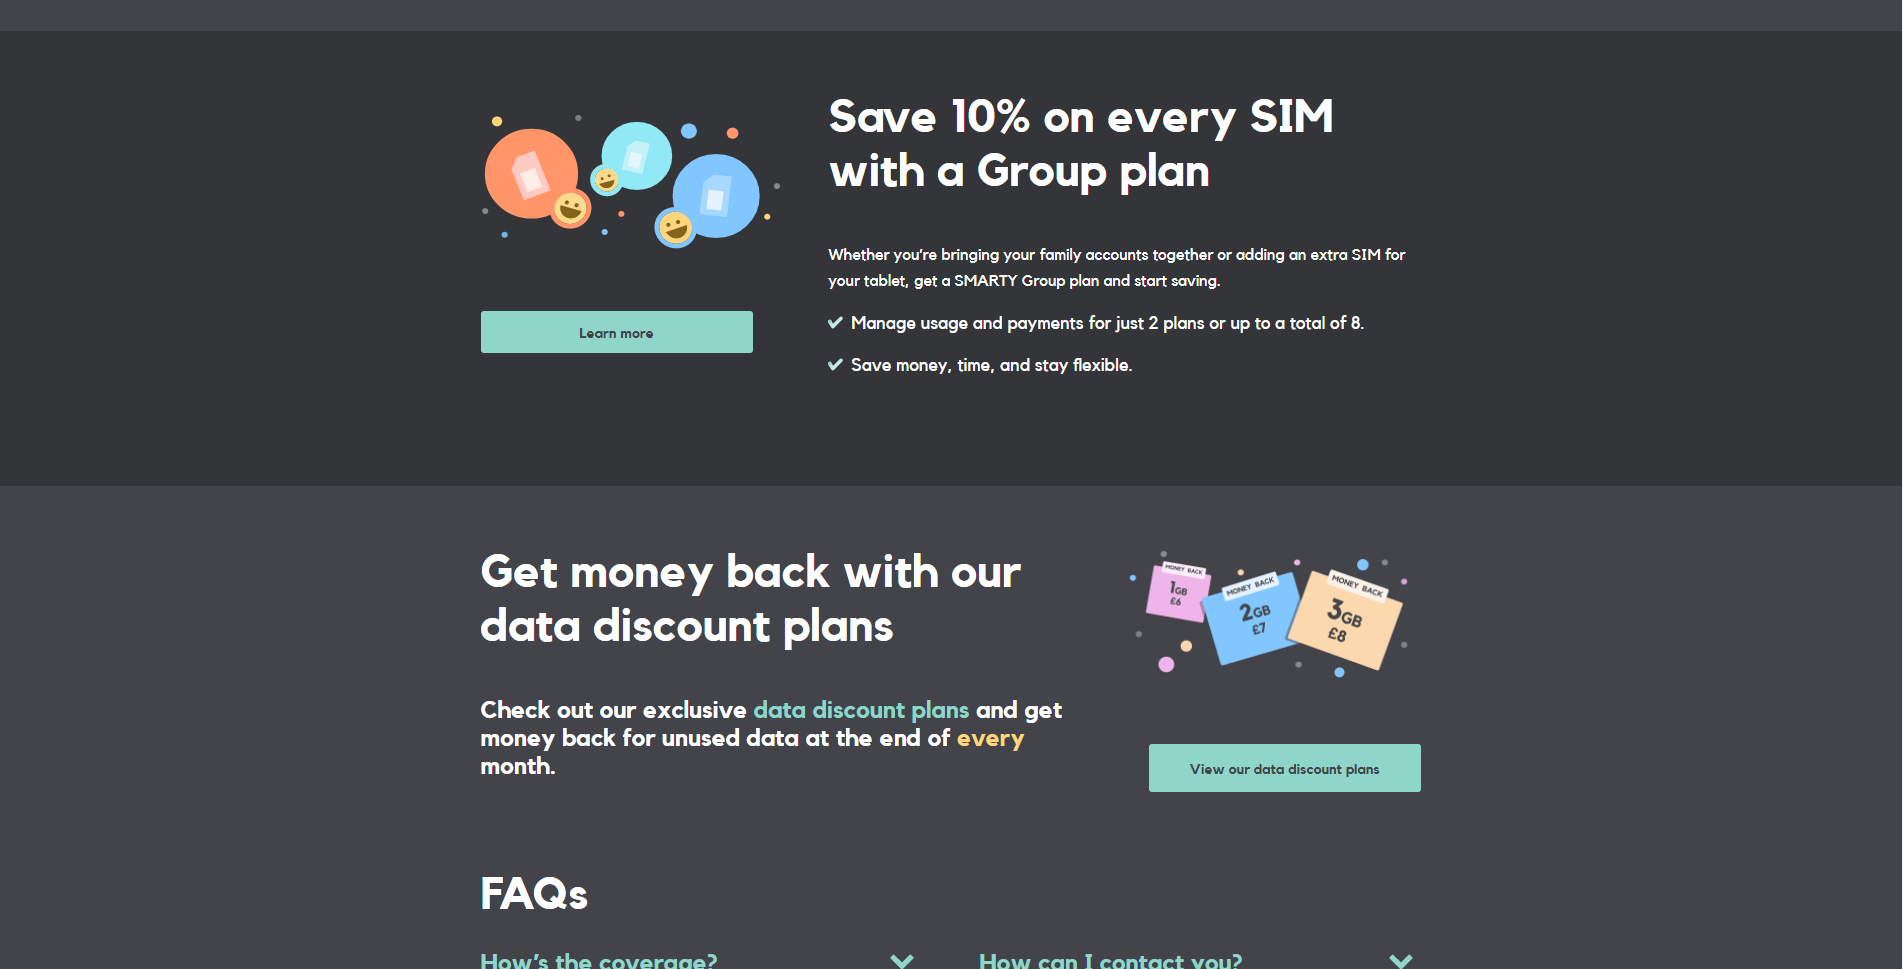 Save 10% on every SIM
with a Group plan
Whether you’re bringing your family accounts together or adding an extra SIM for
your tablet, get a SMARTY Group plan and start saving.
Manage usage and payments for just 2 plans or up to a total of 8.
Save money, time, and stay flexible.
Learn more
Get money back with our
data discount plans
Check out our exclusive data discount plans and get
money back for unused data at the end of every
month.
MONEY BACK
1GB
£6
MONEY BACK
2GB
£7
MONEY BACK
3GB
£8
View our data discount plans
FAQs
How’s the coverage?
How can I contact you?